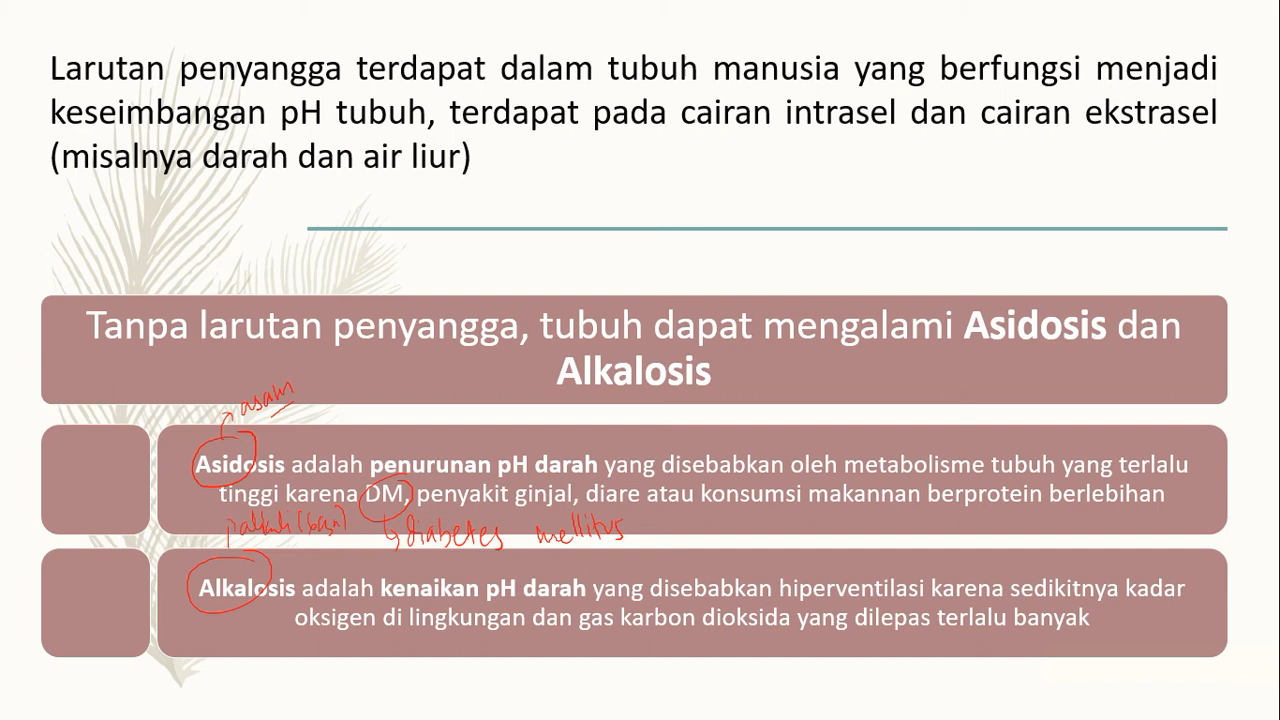 Larutan penyangga terdapat dalam tubuh manusia yang berfungsi menjadi
keseimbangan pH tubuh, terdapat pada cairan intrasel dan cairan ekstrasel
(misalnya darah dan air liur)
Tanpa larutan penyangga, tubuh dapat mengalami Asidosis dan
Alkalosis
asam
Asidosis adalah penurunan pH darah yang disebabkan oleh metabolisme tubuh yang terlalu
tinggi karena DM, penyakit ginjal, diare atau konsumsi makannan berprotein berlebihan
alkali (basa)
diabetes mellitus
Alkalosis adalah kenaikan pH darah yang disebabkan hiperventilasi karena sedikitnya kadar
oksigen di lingkungan dan gas karbon dioksida yang dilepas terlalu banyak